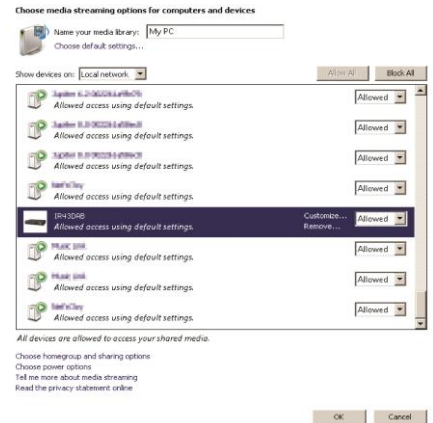 Choose media streaming options for computers and devices
Name your media library: My PC
Choose default settings...
Show devices on: Local network Allow All Block All
Allowed access using default settings. Allowed
Allowed access using default settings. Allowed
Allowed access using default settings. Allowed
Allowed access using default settings. Allowed
IR43DAB Customize...
Allowed access using default settings. Remove... Allowed
Allowed access using default settings. Allowed
Allowed access using default settings. Allowed
Allowed access using default settings. Allowed
All devices are allowed to access your shared media.
Choose homegroup and sharing options
Choose power options
Tell me more about media streaming
Read the privacy statement online
OK Cancel